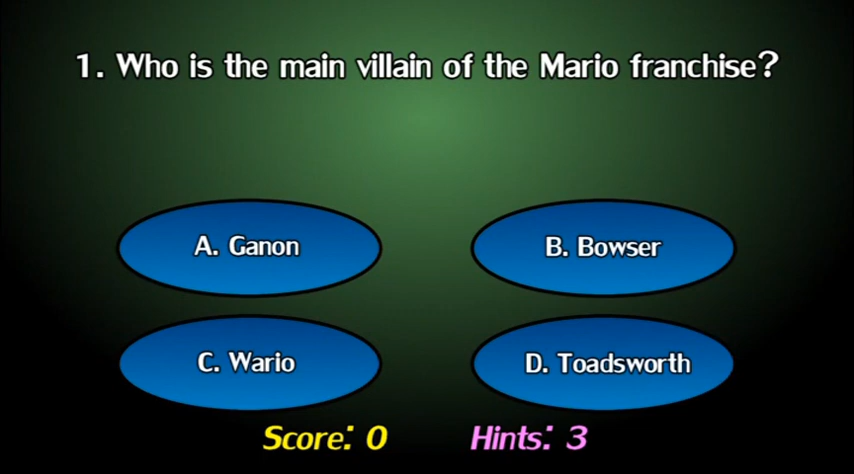 1. Who is the main villain of the Mario franchise?
A. Ganon
B. Bowser
C. Wario
D. Toadsworth
Score: 0
Hints: 3